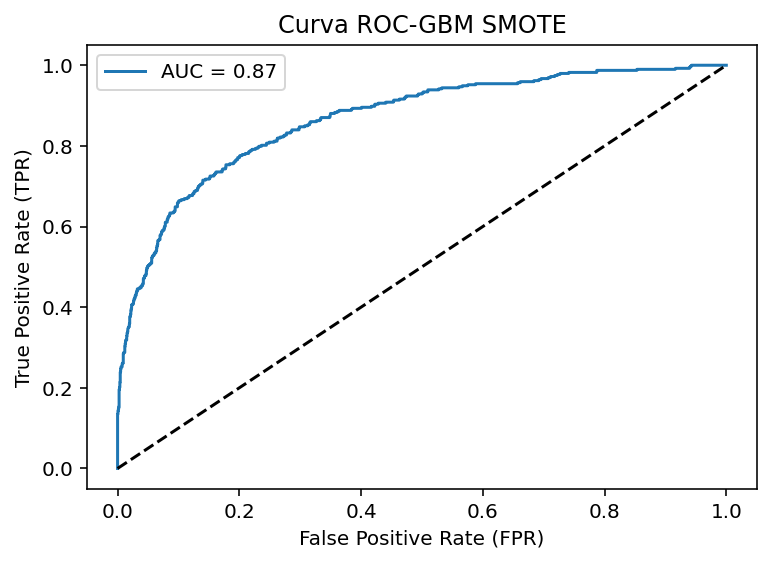 Curva ROC-GBM SMOTE
AUC = 0.87
True Positive Rate (TPR)
1.0
0.8
0.6
0.4
0.2
0.0
0.0 0.2 0.4 0.6 0.8 1.0
False Positive Rate (FPR)